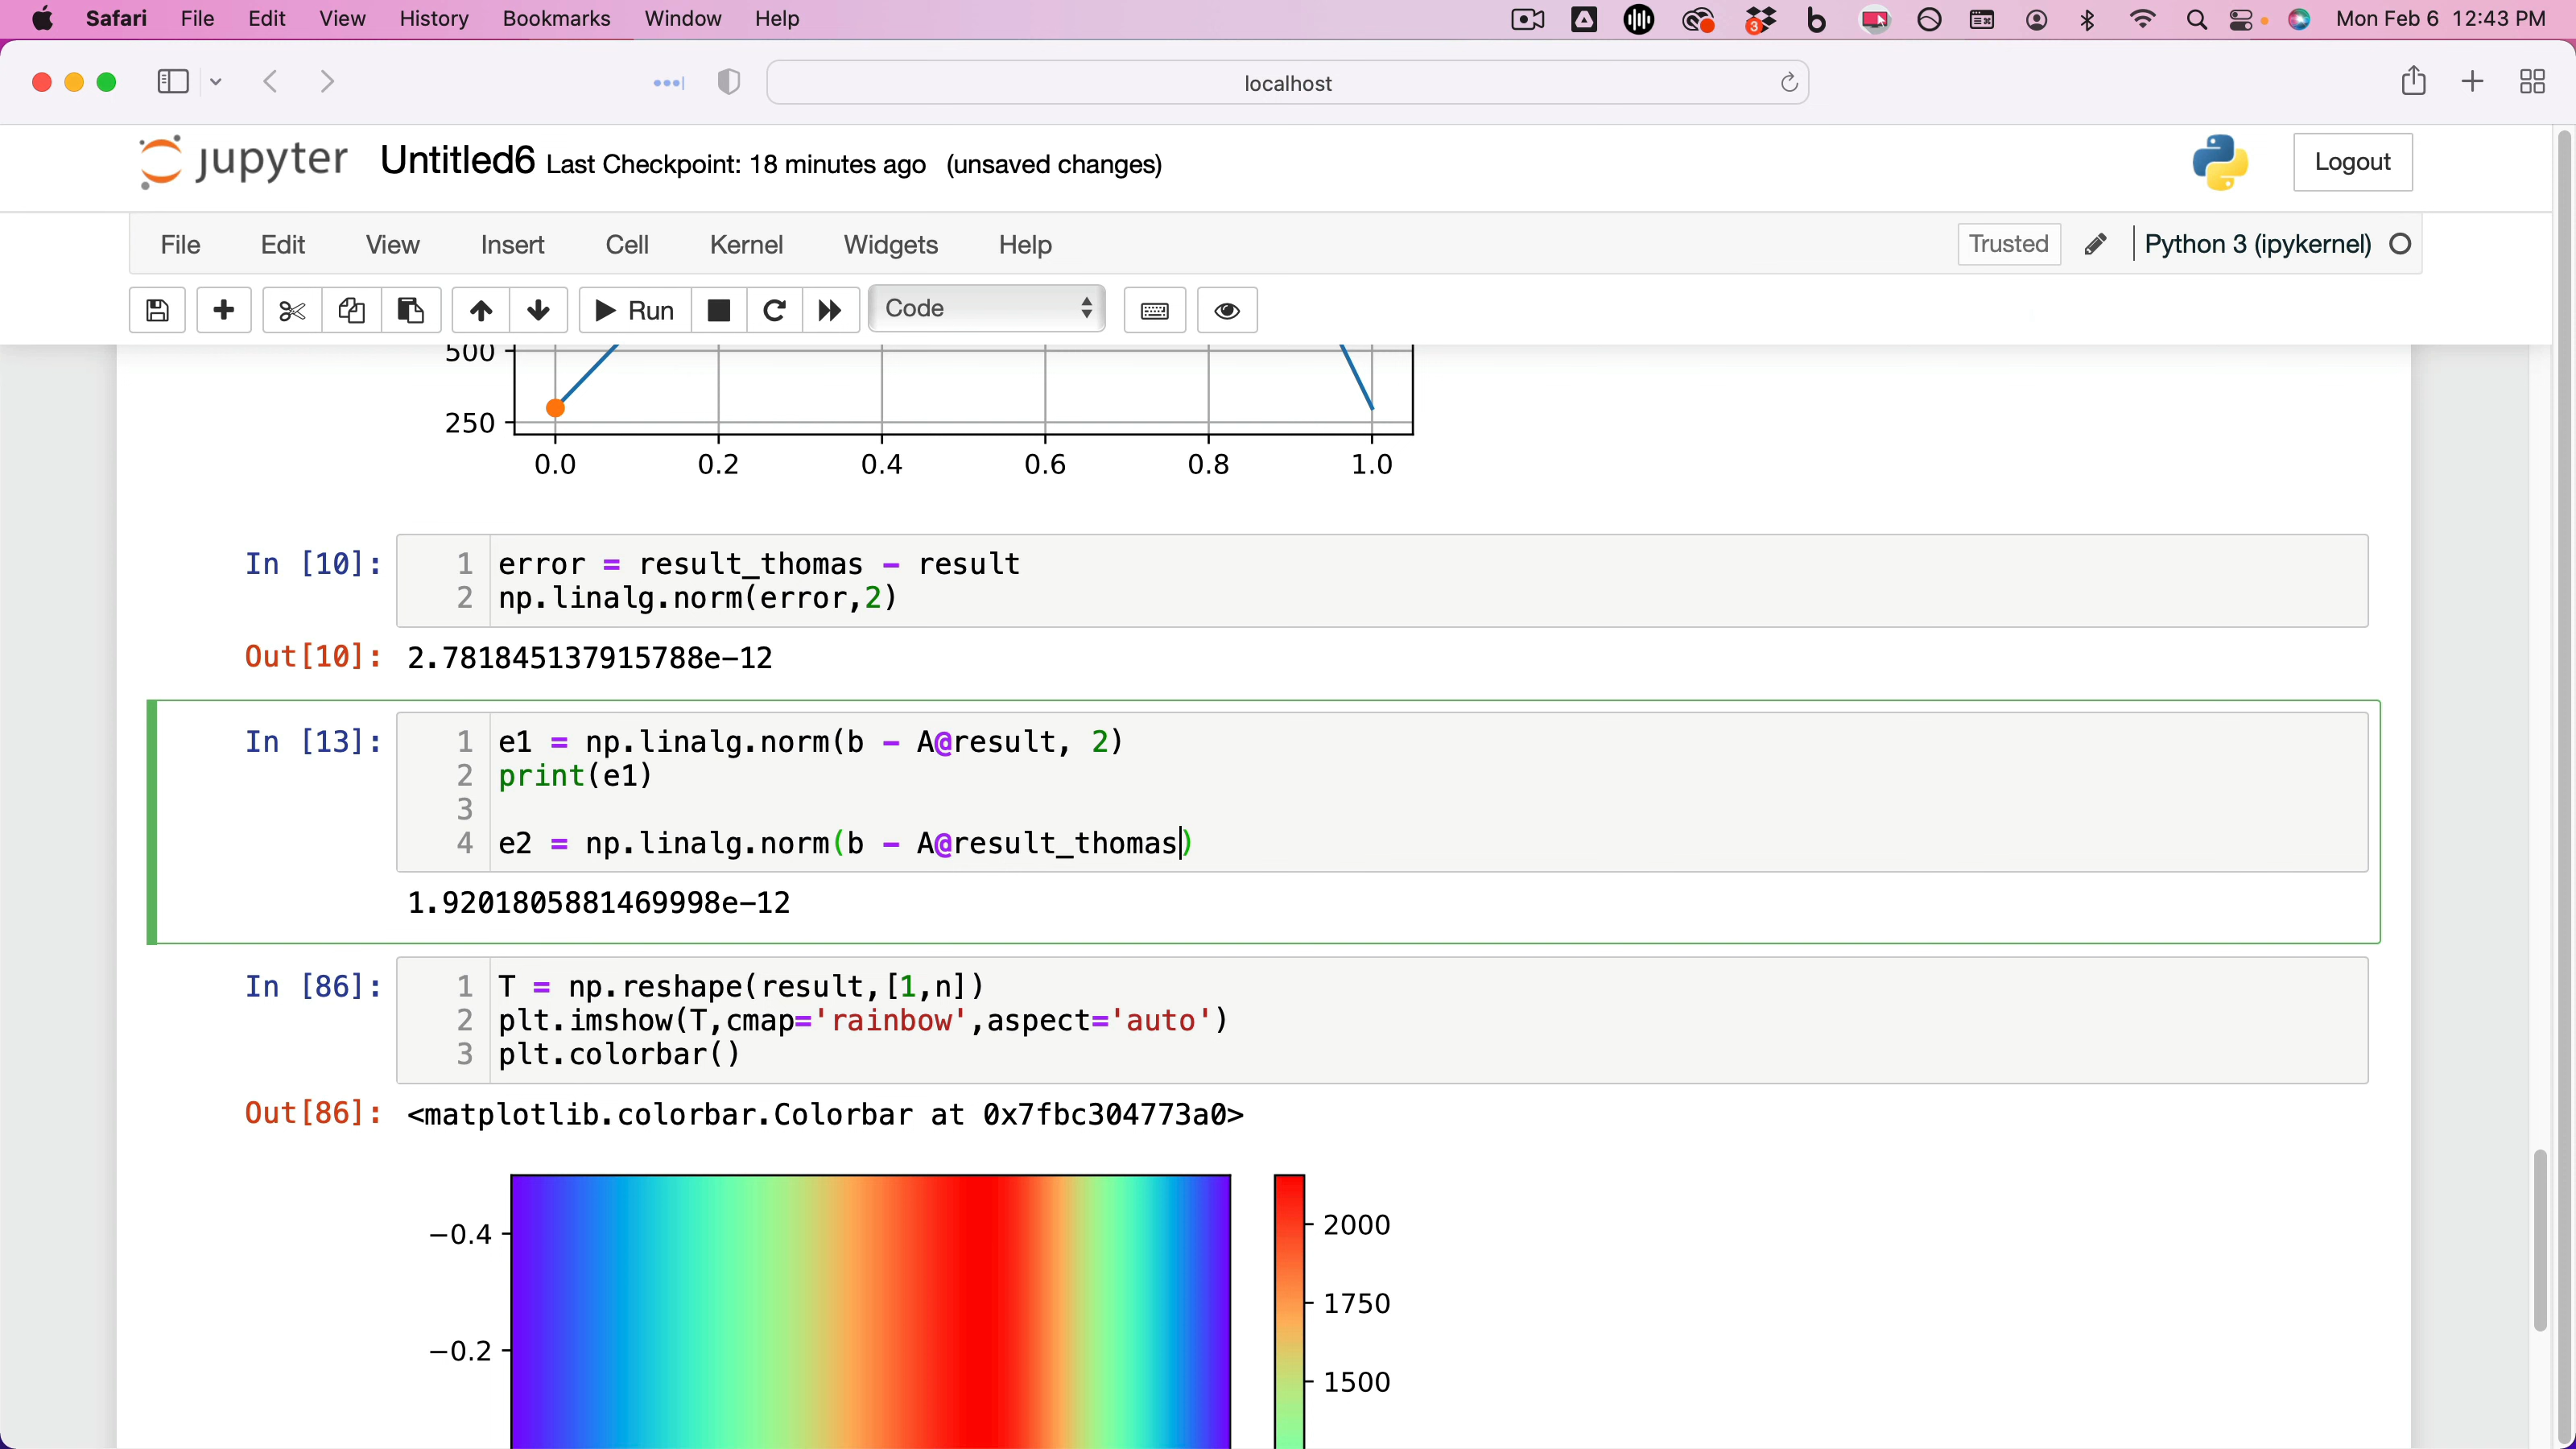 Safari File Edit View History Bookmarks Window Help 3 Mon Feb 6 12:43 PM
localhost
jupyter Untitled6 Last Checkpoint: 18 minutes ago (unsaved changes) Logout
File Edit View Insert Cell Kernel Widgets Help Trusted Python 3 (ipykernel)
Run Code
500
250
0.0 0.2 0.4 0.6 0.8 1.0
In [10]: 1 error = result_thomas - result
2 np.linalg.norm(error,2)
Out[10]: 2.781845137915788e-12
In [13]: 1 e1 = np.linalg.norm(b - A@result, 2)
2 print(e1)
3
4 e2 = np.linalg.norm(b - A@result_thomas)
1.9201805881469998e-12
In [86]: 1 T = np.reshape(result,[1,n])
2 plt.imshow(T,cmap='rainbow',aspect='auto')
3 plt.colorbar()
Out[86]: <matplotlib.colorbar.Colorbar at 0x7fbc304773a0>
-0.4 2000
1750
-0.2
1500